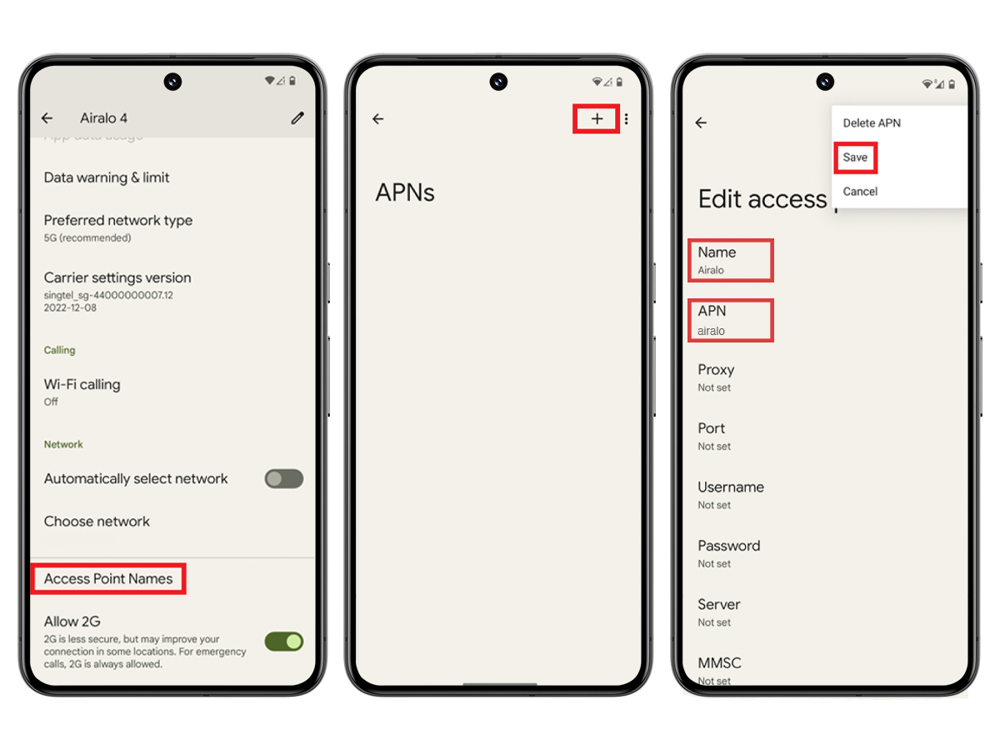 Airalo 4
App data usage
Data warning & limit
Preferred network type
5G (recommended)
Carrier settings version
singtel_sg-44000000007.12
2022-12-08
Calling
Wi-Fi calling
Off
Network
Automatically select network
Choose network
Access Point Names
Allow 2G
2G is less secure, but may improve your
connection in some locations. For emergency
calls, 2G is always allowed.
APNs
Delete APN
Save
Cancel
Edit access
Name
Airalo
APN
airalo
Proxy
Not set
Port
Not set
Username
Not set
Password
Not set
Server
Not set
MMSC
Not set